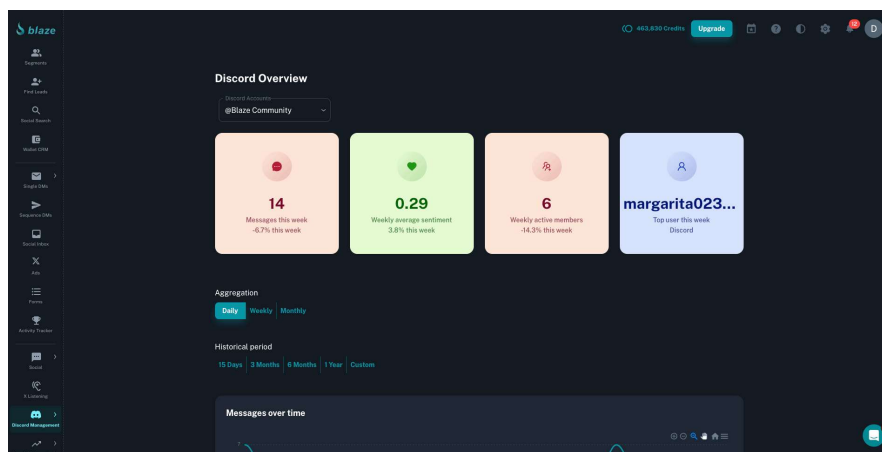 blaze
463,830 Credits
Upgrade
12
D
Segments
Find Leads
Social Search
Wallet CRM
Single DMs
Sequence DMs
Social Inbox
Ads
Forms
Activity Tracker
Social
X Listening
Discord Management
Discord Overview
Discord Accounts
@Blaze Community
14
Messages this week
-6.7% this week
0.29
Weekly average sentiment
3.8% this week
6
Weekly active members
-14.3% this week
margarita023...
Top user this week
Discord
Aggregation
Daily Weekly Monthly
Historical period
15 Days 3 Months 6 Months 1 Year Custom
Messages over time